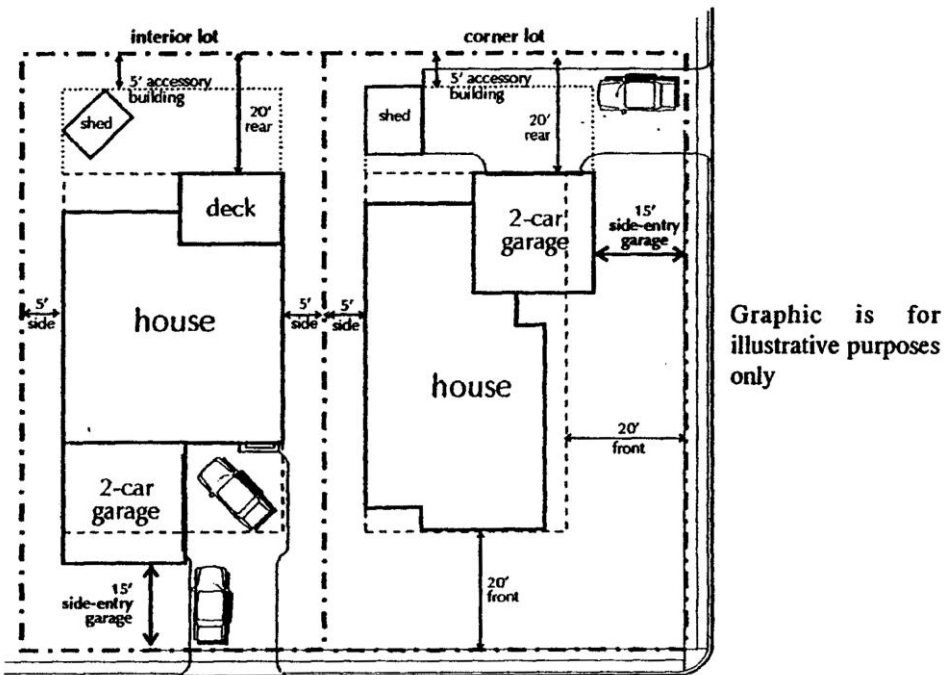 interior lot
corner lot
5' accessory
building
20'
rear
shed
deck
5'
side
house
5'
side
2-car
garage
15'
side-entry
garage
5' accessory
building
20'
rear
shed
2-car
garage
15'
side-entry
garage
5'
side
house
20'
front
20'
front
Graphic is for
illustrative purposes
only